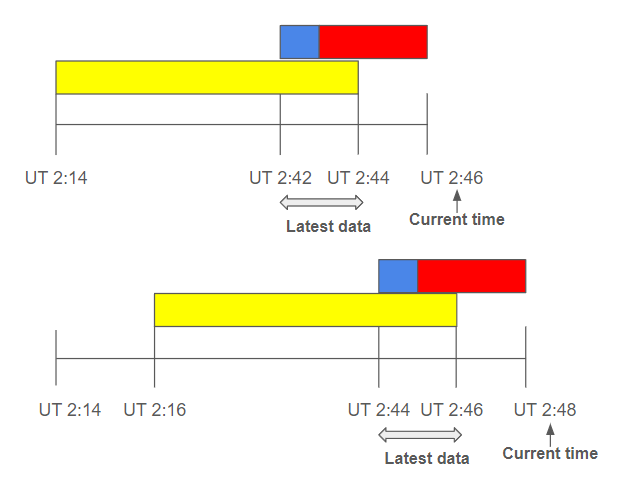 UT 2:14 UT 2:42 UT 2:44 UT 2:46
Latest data
Current time
UT 2:14 UT 2:16 UT 2:44 UT 2:46 UT 2:48
Latest data
Current time